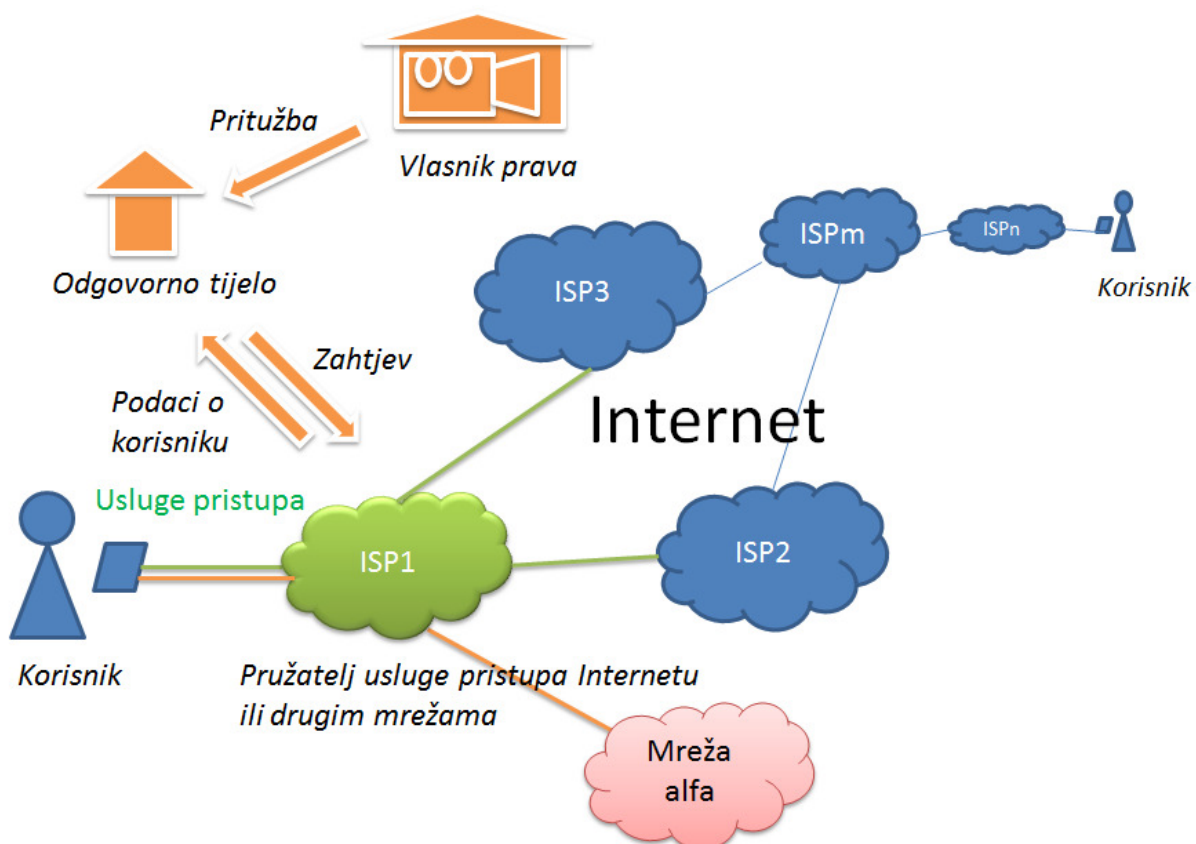 Pritužba
Vlasnik prava
Odgovorno tijelo
ISPm
ISPn
Korisnik
ISP3
Zahtjev
Podaci o
korisniku
Internet
Usluge pristupa
ISP1
ISP2
Korisnik
Pružatelj usluge pristupa Internetu
ili drugim mrežama
Mreža
alfa